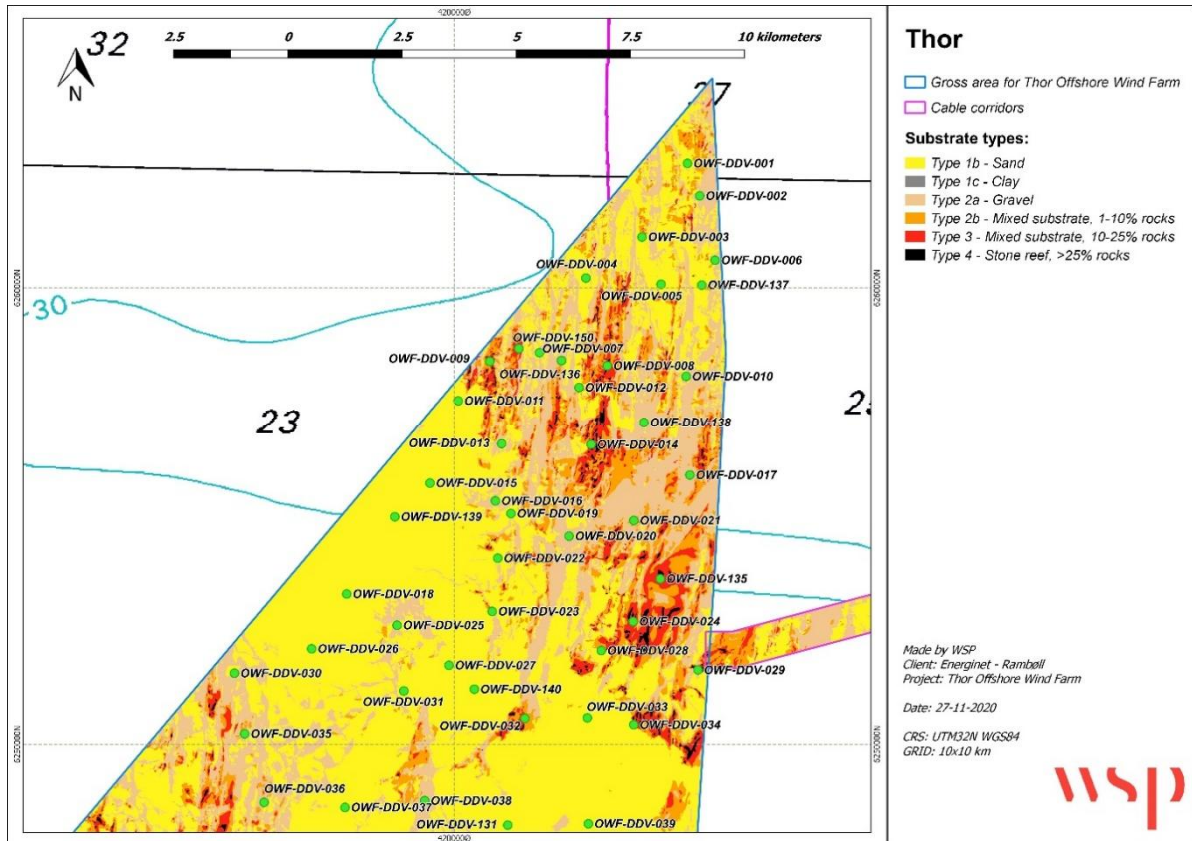 420000Ø
32
2.5 0 2.5 5 7.5 10 kilometers
N
27
OWF-DDV-001
OWF-DDV-002
OWF-DDV-003
OWF-DDV-004
OWF-DDV-006
OWF-DDV-005
OWF-DDV-137
6260000N
30
OWF-DDV-150
OWF-DDV-007
OWF-DDV-009
OWF-DDV-136
OWF-DDV-008
OWF-DDV-010
OWF-DDV-012
OWF-DDV-011
23
OWF-DDV-138
OWF-DDV-013
OWF-DDV-014
OWF-DDV-017
OWF-DDV-015
OWF-DDV-016
OWF-DDV-139
OWF-DDV-019
OWF-DDV-021
OWF-DDV-020
OWF-DDV-022
OWF-DDV-135
OWF-DDV-018
OWF-DDV-023
OWF-DDV-024
OWF-DDV-025
OWF-DDV-026
OWF-DDV-028
OWF-DDV-027
OWF-DDV-029
OWF-DDV-030
OWF-DDV-140
OWF-DDV-031
OWF-DDV-033
OWF-DDV-032
OWF-DDV-034
OWF-DDV-035
6250000N
OWF-DDV-036
OWF-DDV-038
OWF-DDV-037
OWF-DDV-131
OWF-DDV-039
420000Ø
Thor
Gross area for Thor Offshore Wind Farm
Cable corridors
Substrate types:
Type 1b - Sand
Type 1c - Clay
Type 2a - Gravel
Type 2b - Mixed substrate, 1-10% rocks
Type 3 - Mixed substrate, 10-25% rocks
Type 4 - Stone reef, >25% rocks
Made by WSP
Client: Energinet - Rambøll
Project: Thor Offshore Wind Farm
Date: 27-11-2020
CRS: UTM32N WGS84
GRID: 10x10 km
wsp